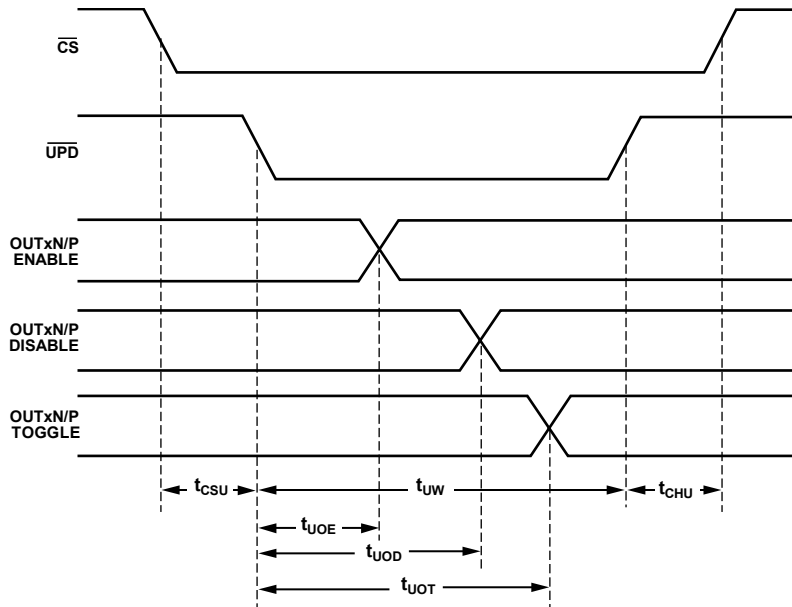 CS
UPD
OUTxN/P
ENABLE
OUTxN/P
DISABLE
OUTxN/P
TOGGLE
tCSU
tUW
tCHU
tUOE
tUOD
tUOT